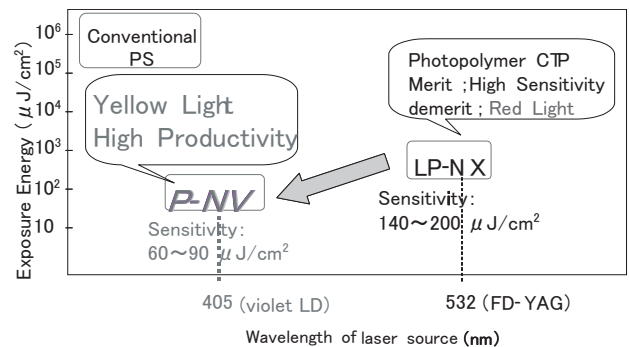 Exposure Energy ( μJ/cm²)
10⁶
10⁵
10⁴
10³
10²
10
Conventional
PS
Yellow Light
High Productivity
P-NV
Sensitivity:
60～90 μJ/cm²
Photopolymer CTP
Merit ;High Sensitivity
demerit ; Red Light
LP-N X
Sensitivity:
140～200 μJ/cm²
405 (violet LD)
532 (FD-YAG)
Wavelength of laser source (nm)